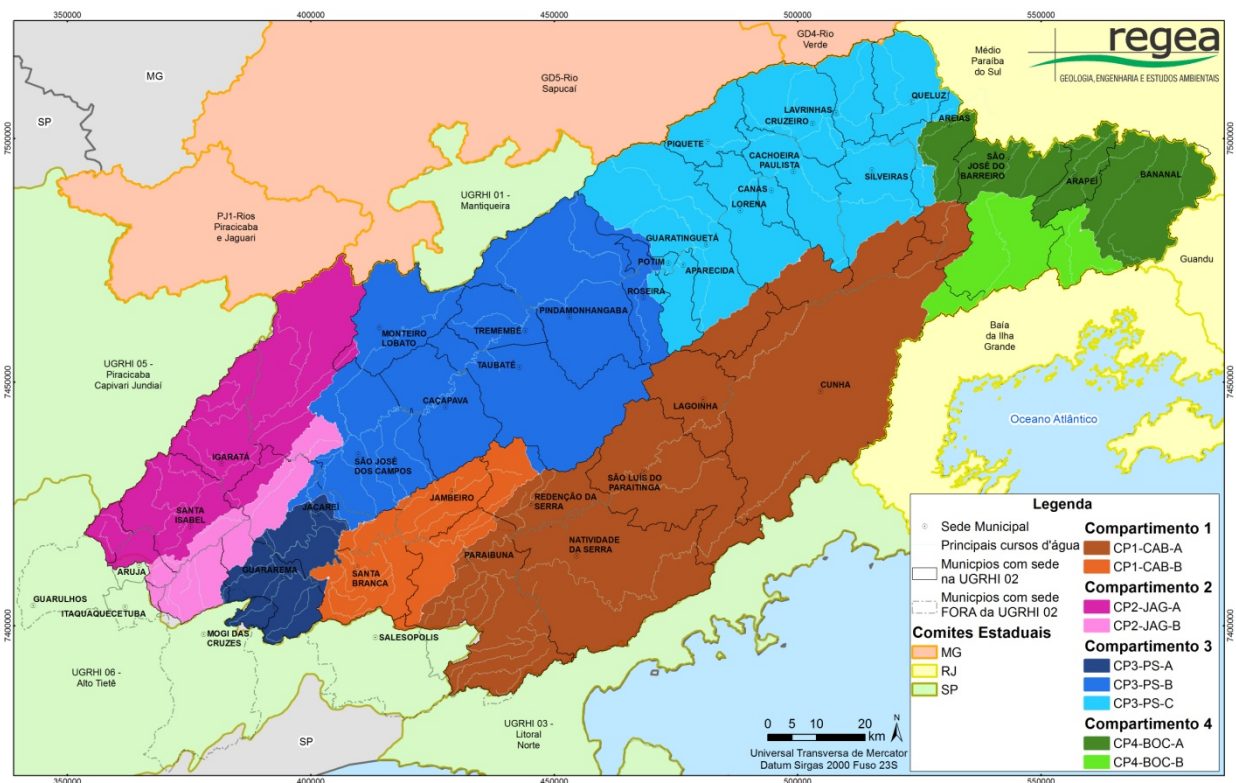 350000
400000
450000
500000
550000
regea
GEOLOGIA, ENGENHARIA E ESTUDOS AMBIENTAIS
GD4-Rio
Verde
Médio
Paraíba
do Sul
MG
GD5-Rio
Sapucaí
SP
7500000
7500000
QUELUZ
LAVRINHAS
CRUZEIRO
AREIAS
PIQUETE
CACHOEIRA
PAULISTA
SÃO
JOSÉ DO
BARREIRO
ARAPEÍ
BANANAL
SILVEIRAS
CANAS
LORENA
UGRHI 01 -
Mantiqueira
PJ1-Rios
Piracicaba
e Jaguari
GUARATINGUETÁ
POTIM
APARECIDA
ROSEIRA
Guandu
PINDAMONHANGABA
MONTEIRO
LOBATO
TREMEMBÉ
Baía
da Ilha
Grande
UGRHI 05 -
Piracicaba
Capivari Jundiaí
TAUBATÉ
7450000
7450000
CUNHA
CAÇAPAVA
LAGOINHA
Oceano Atlântico
IGARATÁ
SÃO JOSÉ
DOS CAMPOS
SÃO LUÍS DO
PARAITINGA
JAMBEIRO
REDENÇÃO DA
SERRA
SANTA
ISABEL
JACAREÍ
NATIVIDADE
DA SERRA
PARAIBUNA
ARUJA
GUARAREMA
SANTA
BRANCA
GUARULHOS
ITAQUAQUECETUBA
MOGI DAS
CRUZES
SALESOPOLIS
7400000
7400000
UGRHI 06 -
Alto Tietê
UGRHI 03 -
Litoral
Norte
SP
Legenda
Sede Municipal
Principais cursos d'água
Municipios com sede
na UGRHI 02
Municpios com sede
FORA da UGRHI 02
Comites Estaduais
MG
RJ
SP
Compartimento 1
CP1-CAB-A
CP1-CAB-B
Compartimento 2
CP2-JAG-A
CP2-JAG-B
Compartimento 3
CP3-PS-A
CP3-PS-B
CP3-PS-C
Compartimento 4
CP4-BOC-A
CP4-BOC-B
0 5 10 20
km
N
Universal Transversa de Mercator
Datum Sirgas 2000 Fuso 23S
350000
400000
450000
500000
550000